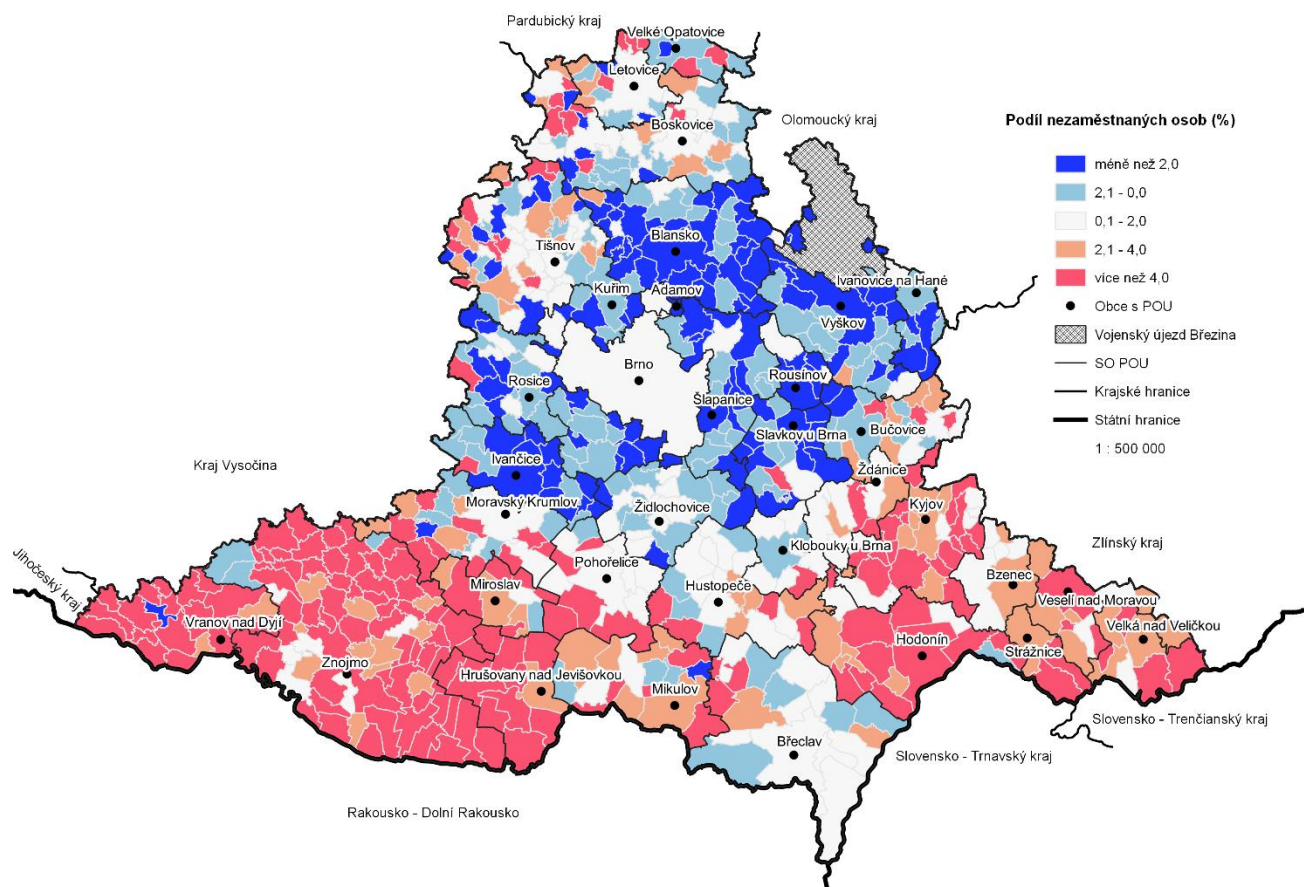 Pardubický kraj
Velké Opatovice
Letovice
Boskovice
Olomoucký kraj
Podíl nezaměstnaných osob (%)
méně než 2,0
2,1 - 0,0
0,1 - 2,0
2,1 - 4,0
více než 4,0
Obce s POU
Vojenský újezd Březina
SO POU
Krajské hranice
Státní hranice
1 : 500 000
Tišnov
Blansko
Kuřim
Adamov
Ivanovice na Hané
Vyškov
Brno
Rosice
Rousínov
Šlapanice
Slavkov u Brna
Bučovice
Kraj Vysočina
Ivančice
Ždánice
Moravský Krumlov
Židlochovice
Kyjov
Klobouky u Brna
Zlínský kraj
Jihočeský kraj
Pohořelice
Hustopeče
Miroslav
Bzenec
Veselí nad Moravou
Vranov nad Dyjí
Velká nad Veličkou
Strážnice
Hodonín
Znojmo
Hrušovany nad Jevišovkou
Mikulov
Slovensko - Trenčianský kraj
Břeclav
Slovensko - Trnavský kraj
Rakousko - Dolní Rakousko